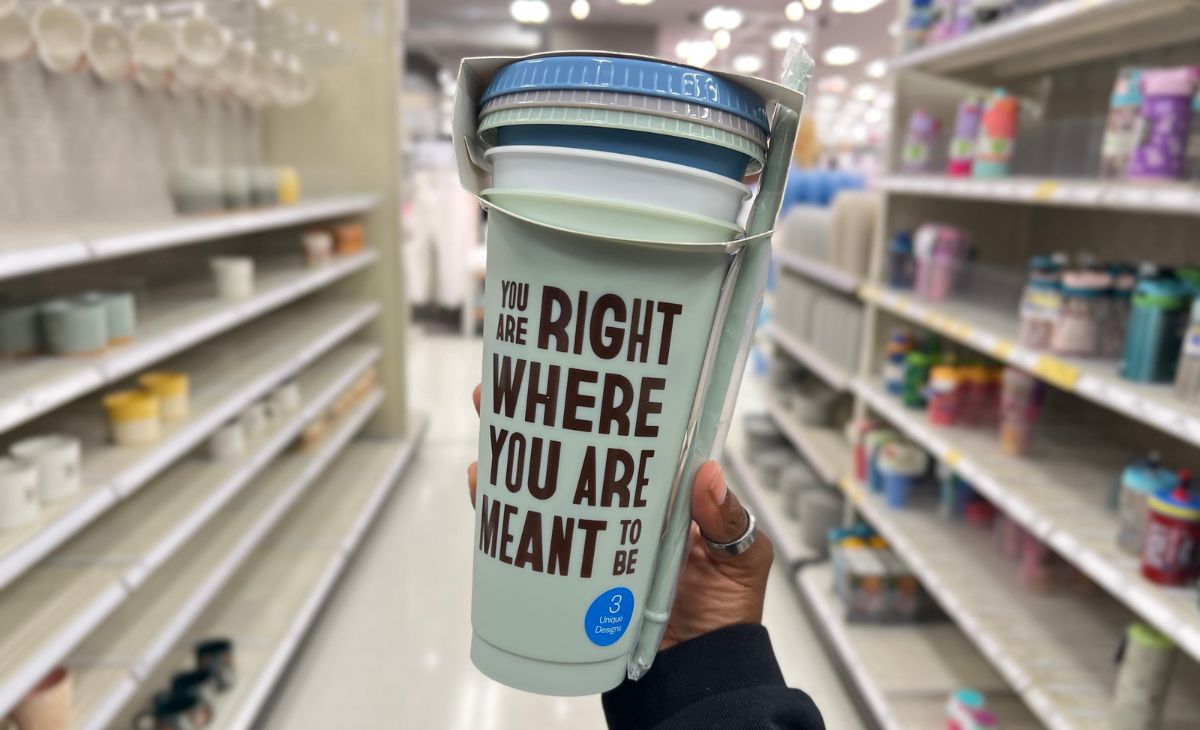 YOU ARE RIGHT
WHERE
YOU ARE
MEANT TO BE
3
Unique
Designs